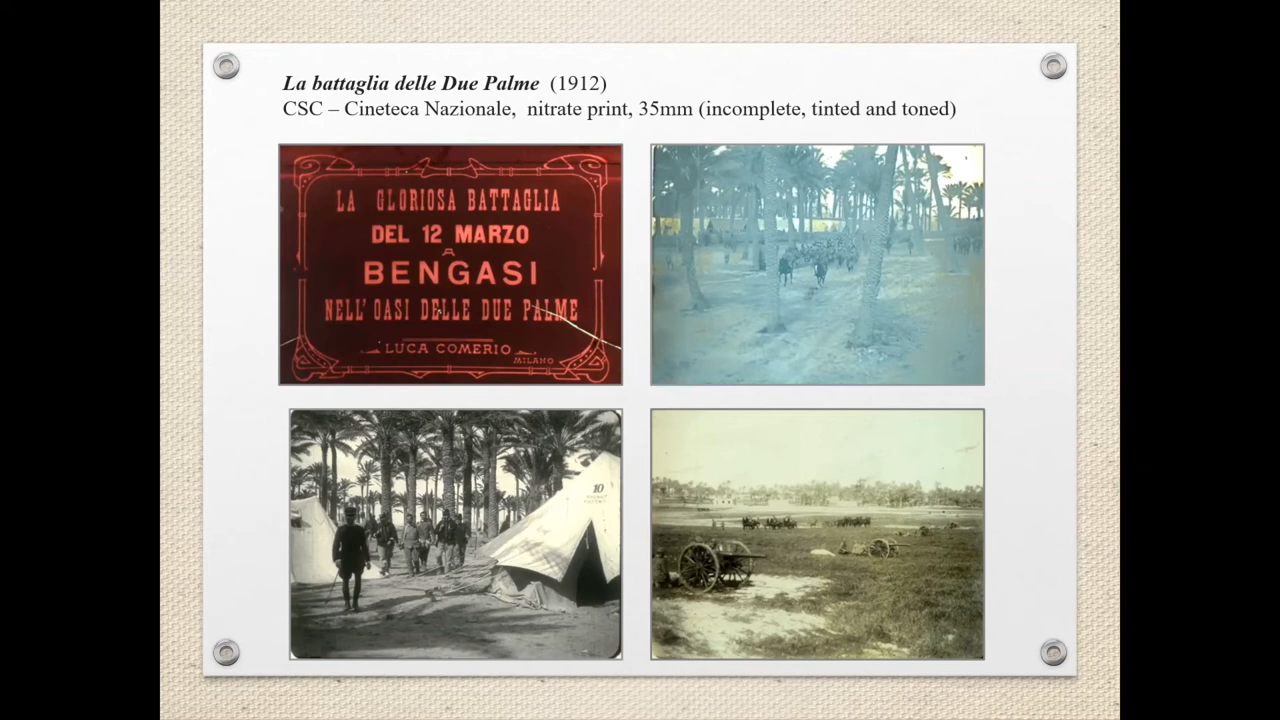 La battaglia delle Due Palme (1912)
CSC – Cineteca Nazionale, nitrate print, 35mm (incomplete, tinted and toned)
LA GLORIOSA BATTAGLIA
DEL 12 MARZO
A
BENGASI
NELL' OASI DELLE DUE PALME
LUCA COMERIO
MILANO
10